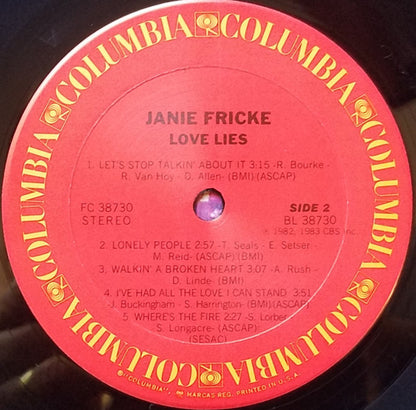 COLUMBIA COLUMBIA COLUMBIA COLUMBIA COLUMBIA COLUMBIA
JANIE FRICKE
LOVE LIES
1. LET'S STOP TALKIN' ABOUT IT 3:15 -R. Bourke -
R. Van Hoy - D. Allen- (BMI)(ASCAP)
FC 38730 SIDE 2
STEREO BL 38730
℗ 1982, 1983 CBS Inc.
2. LONELY PEOPLE 2:57 -T. Seals - E. Setser -
M. Reid- (ASCAP)(BMI)
3. WALKIN' A BROKEN HEART 3:07 -A. Rush -
D. Linde- (BMI)
4. I'VE HAD ALL THE LOVE I CAN STAND 3:51
-J. Buckingham - S. Harrington- (BMI)(ASCAP)
5. WHERE'S THE FIRE 2:27 -S. Lorber -
S. Longacre- (ASCAP)
(SESAC)
"COLUMBIA", MARCAS REG. PRINTED IN U.S.A.